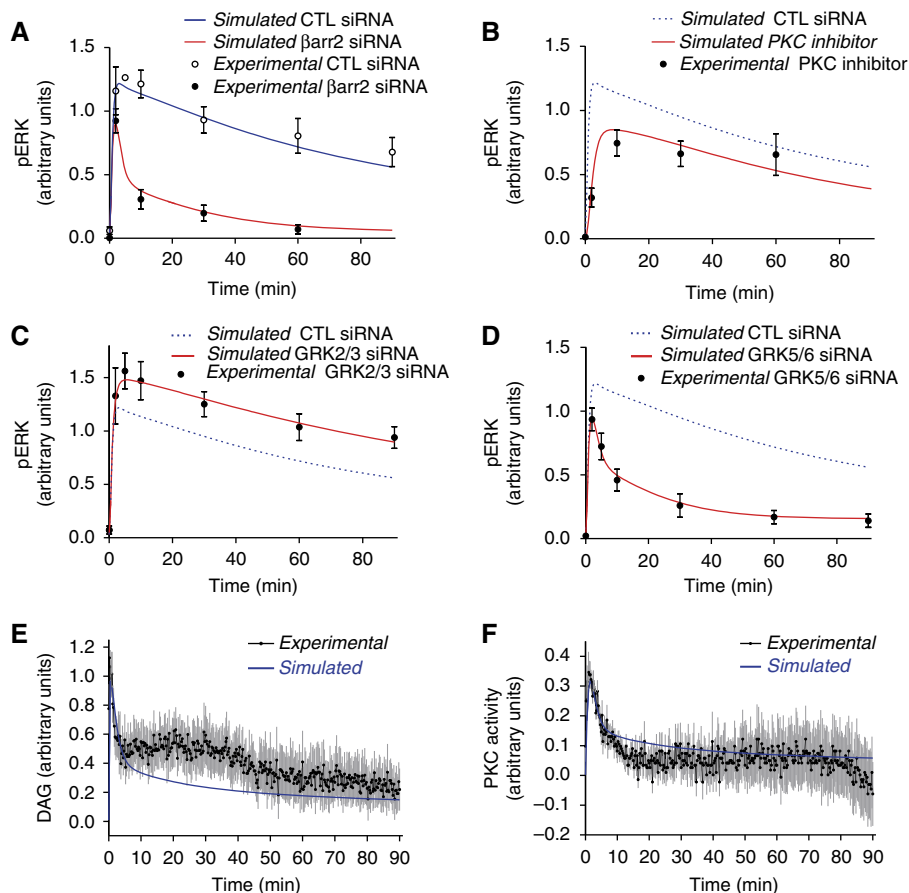 A
Simulated CTL siRNA
Simulated βarr2 siRNA
Experimental CTL siRNA
Experimental βarr2 siRNA
pERK
(arbitrary units)
1.5
1.0
0.5
0.0
0 20 40 60 80
Time (min)
B
Simulated CTL siRNA
Simulated PKC inhibitor
Experimental PKC inhibitor
pERK
(arbitrary units)
1.5
1.0
0.5
0.0
0 20 40 60 80
Time (min)
C
Simulated CTL siRNA
Simulated GRK2/3 siRNA
Experimental GRK2/3 siRNA
pERK
(arbitrary units)
1.5
1.0
0.5
0.0
0 20 40 60 80
Time (min)
D
Simulated CTL siRNA
Simulated GRK5/6 siRNA
Experimental GRK5/6 siRNA
pERK
(arbitrary units)
1.5
1.0
0.5
0.0
0 20 40 60 80
Time (min)
E
Experimental
Simulated
DAG (arbitrary units)
1.2
1.0
0.8
0.6
0.4
0.2
0.0
0 10 20 30 40 50 60 70 80 90
Time (min)
F
Experimental
Simulated
PKC activity
(arbitrary units)
0.4
0.3
0.2
0.1
0.0
−0.1
−0.2
0 10 20 30 40 50 60 70 80 90
Time (min)